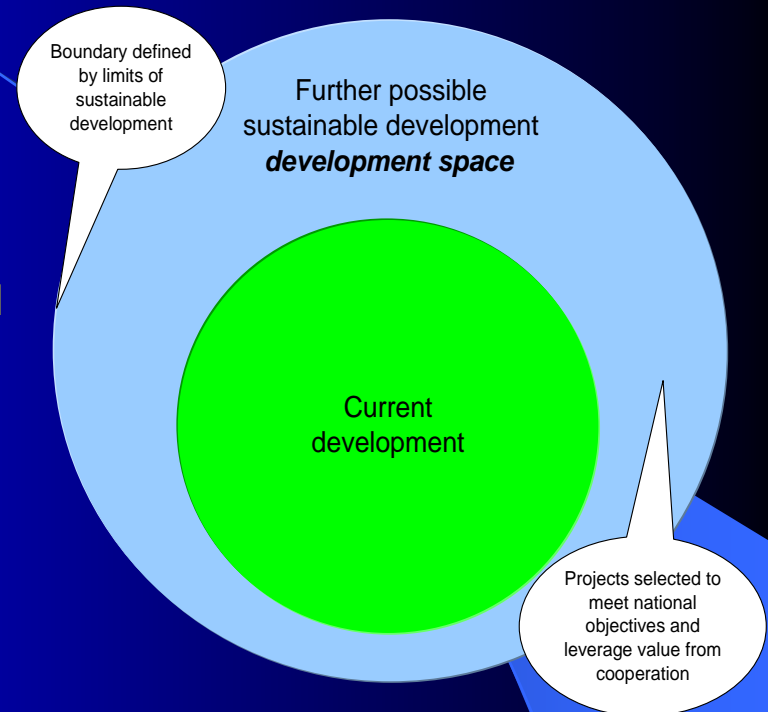 Boundary defined
by limits of
sustainable
development
Further possible
sustainable development
development space
Current
development
Projects selected to
meet national
objectives and
leverage value from
cooperation